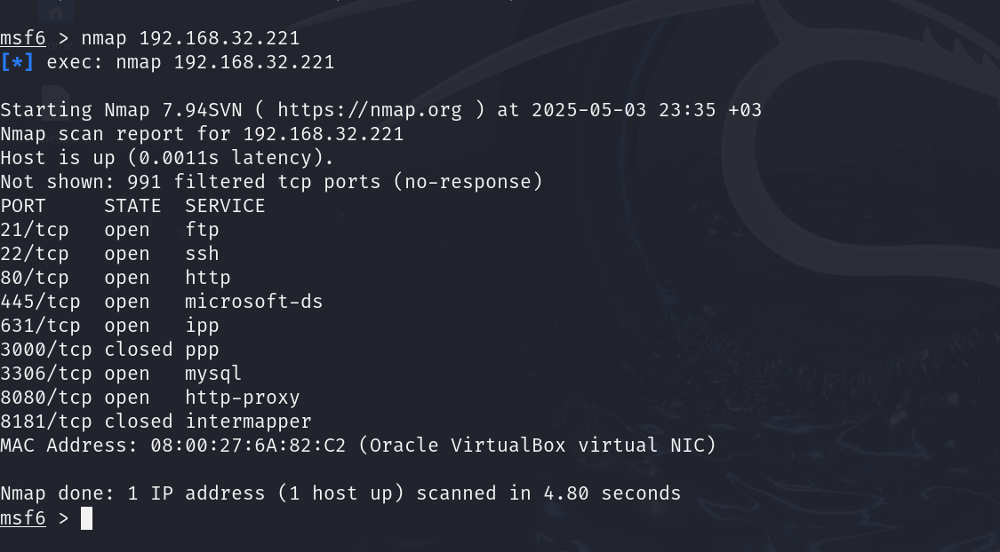 msf6 > nmap 192.168.32.221
[*] exec: nmap 192.168.32.221
Starting Nmap 7.94SVN ( https://nmap.org ) at 2025-05-03 23:35 +03
Nmap scan report for 192.168.32.221
Host is up (0.0011s latency).
Not shown: 991 filtered tcp ports (no-response)
PORT     STATE  SERVICE
21/tcp   open   ftp
22/tcp   open   ssh
80/tcp   open   http
445/tcp  open   microsoft-ds
631/tcp  open   ipp
3000/tcp closed ppp
3306/tcp open   mysql
8080/tcp open   http-proxy
8181/tcp closed intermapper
MAC Address: 08:00:27:6A:82:C2 (Oracle VirtualBox virtual NIC)
Nmap done: 1 IP address (1 host up) scanned in 4.80 seconds
msf6 >